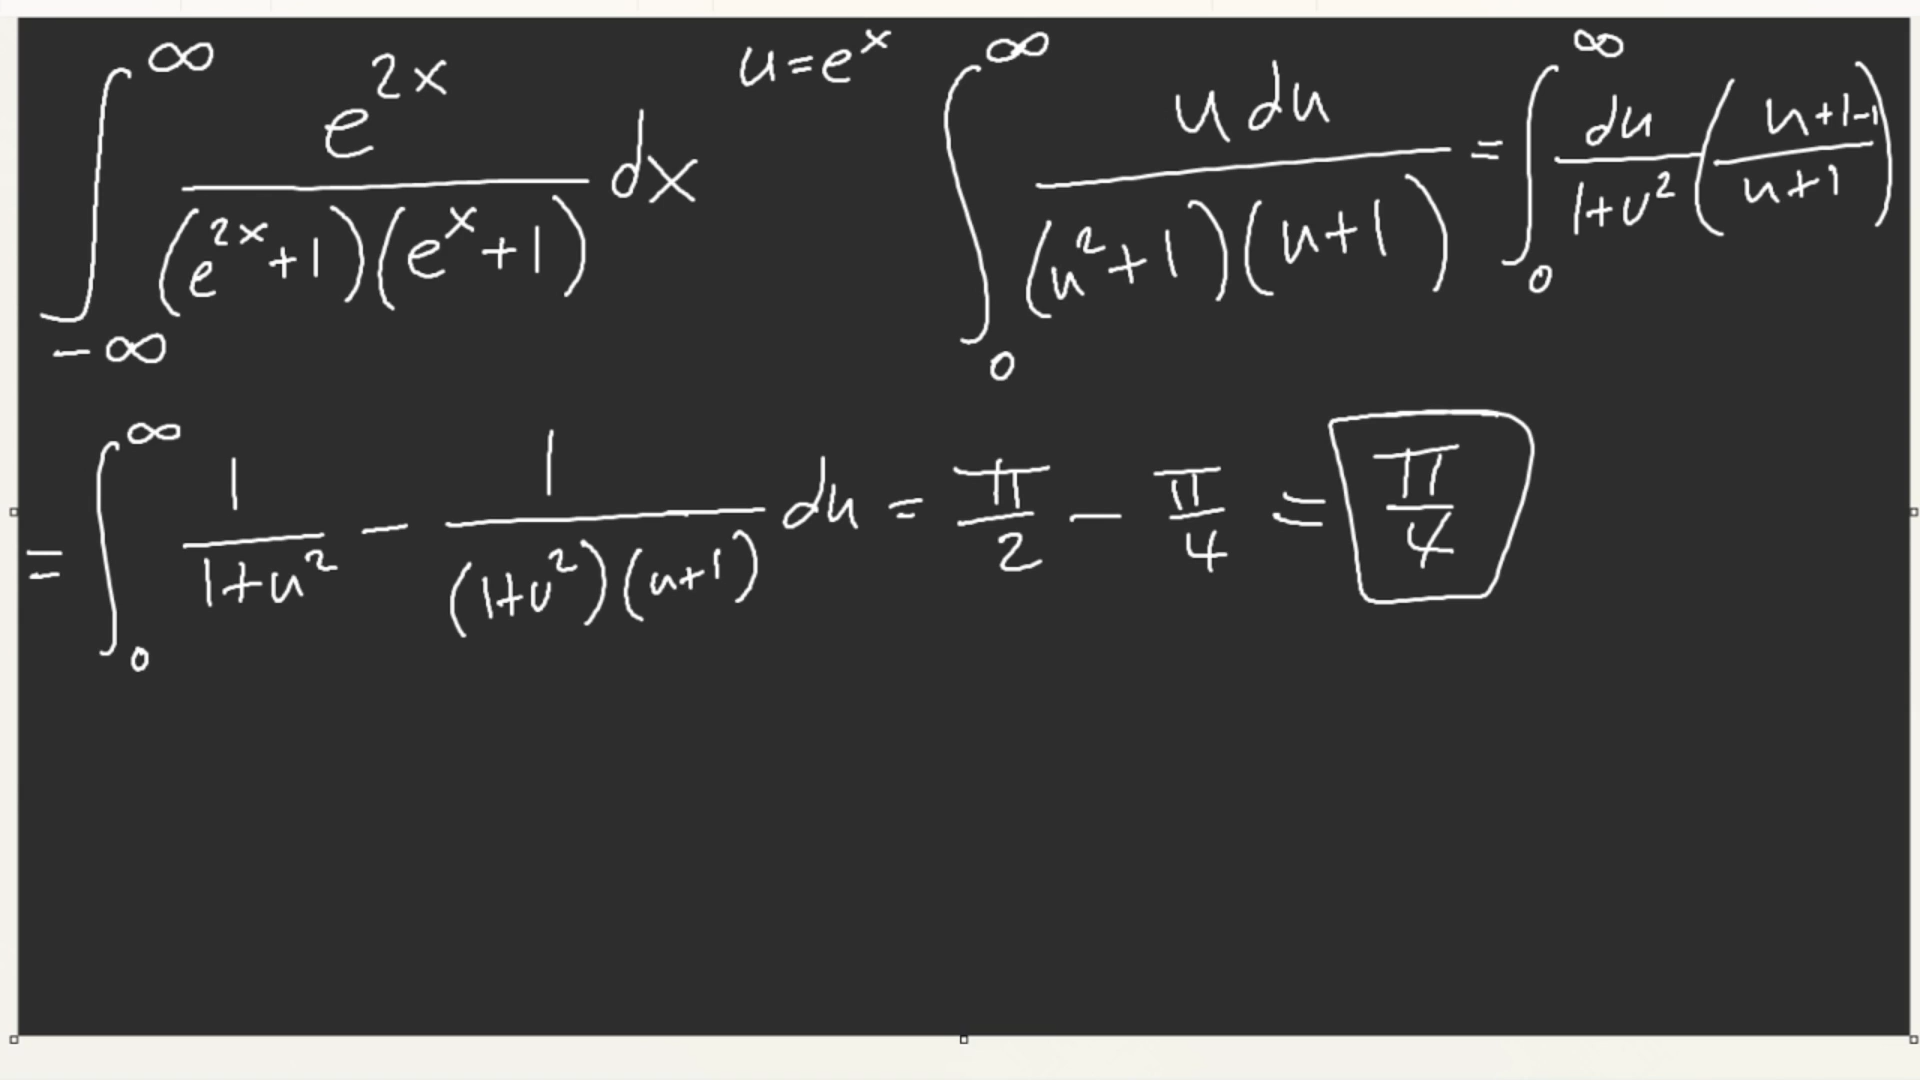 ∫_{-∞}^{∞} e^{2x} / ((e^{2x}+1)(e^x+1)) dx    u=e^x    ∫_0^∞ u du / ((u^2+1)(u+1)) = ∫_0^∞ du/(1+u^2) ((u+1-1)/(u+1))
= ∫_0^∞ 1/(1+u^2) - 1/((1+u^2)(u+1)) du = π/2 - π/4 = π/4